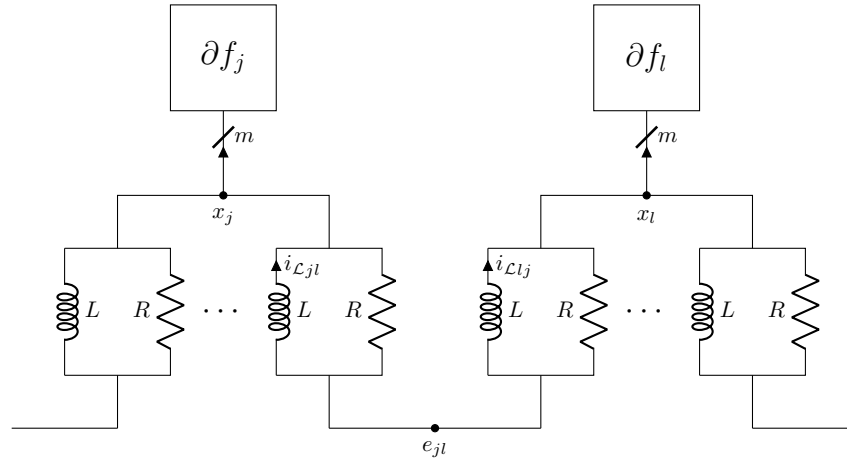 ∂f_j ∂f_l
m m
x_j x_l
i_{𝓛jl} i_{𝓛lj}
L R ··· L R L R ··· L R
e_{jl}